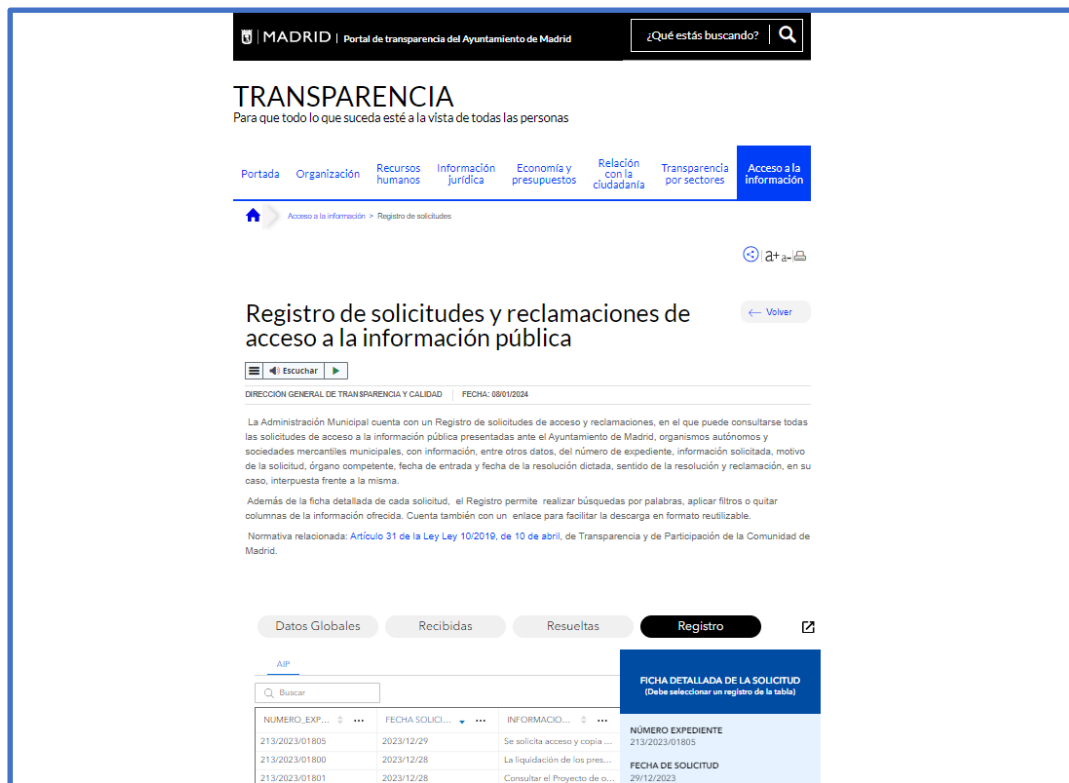 MADRID | Portal de transparencia del Ayuntamiento de Madrid
¿Qué estás buscando?
TRANSPARENCIA
Para que todo lo que suceda esté a la vista de todas las personas
Portada
Organización
Recursos humanos
Información jurídica
Economía y presupuestos
Relación con la ciudadanía
Transparencia por sectores
Acceso a la información
Acceso a la información > Registro de solicitudes
a+ a-
Registro de solicitudes y reclamaciones de
acceso a la información pública
← Volver
Escuchar
DIRECCIÓN GENERAL DE TRANSPARENCIA Y CALIDAD | FECHA: 08/01/2024
La Administración Municipal cuenta con un Registro de solicitudes de acceso y reclamaciones, en el que puede consultarse todas
las solicitudes de acceso a la información pública presentadas ante el Ayuntamiento de Madrid, organismos autónomos y
sociedades mercantiles municipales, con información, entre otros datos, del número de expediente, información solicitada, motivo
de la solicitud, órgano competente, fecha de entrada y fecha de la resolución dictada, sentido de la resolución y reclamación, en su
caso, interpuesta frente a la misma.
Además de la ficha detallada de cada solicitud, el Registro permite realizar búsquedas por palabras, aplicar filtros o quitar
columnas de la información ofrecida. Cuenta también con un enlace para facilitar la descarga en formato reutilizable.
Normativa relacionada: Artículo 31 de la Ley Ley 10/2019, de 10 de abril, de Transparencia y de Participación de la Comunidad de
Madrid.
Datos Globales
Recibidas
Resueltas
Registro
AIP
Buscar
NUMERO_EXP... ... FECHA SOLICI... ... INFORMACIO... ...
213/2023/01805 2023/12/29 Se solicita acceso y copia ...
213/2023/01800 2023/12/28 La liquidación de los pres...
213/2023/01801 2023/12/28 Consultar el Proyecto de o...
FICHA DETALLADA DE LA SOLICITUD
(Debe seleccionar un registro de la tabla)
NÚMERO EXPEDIENTE
213/2023/01805
FECHA DE SOLICITUD
29/12/2023